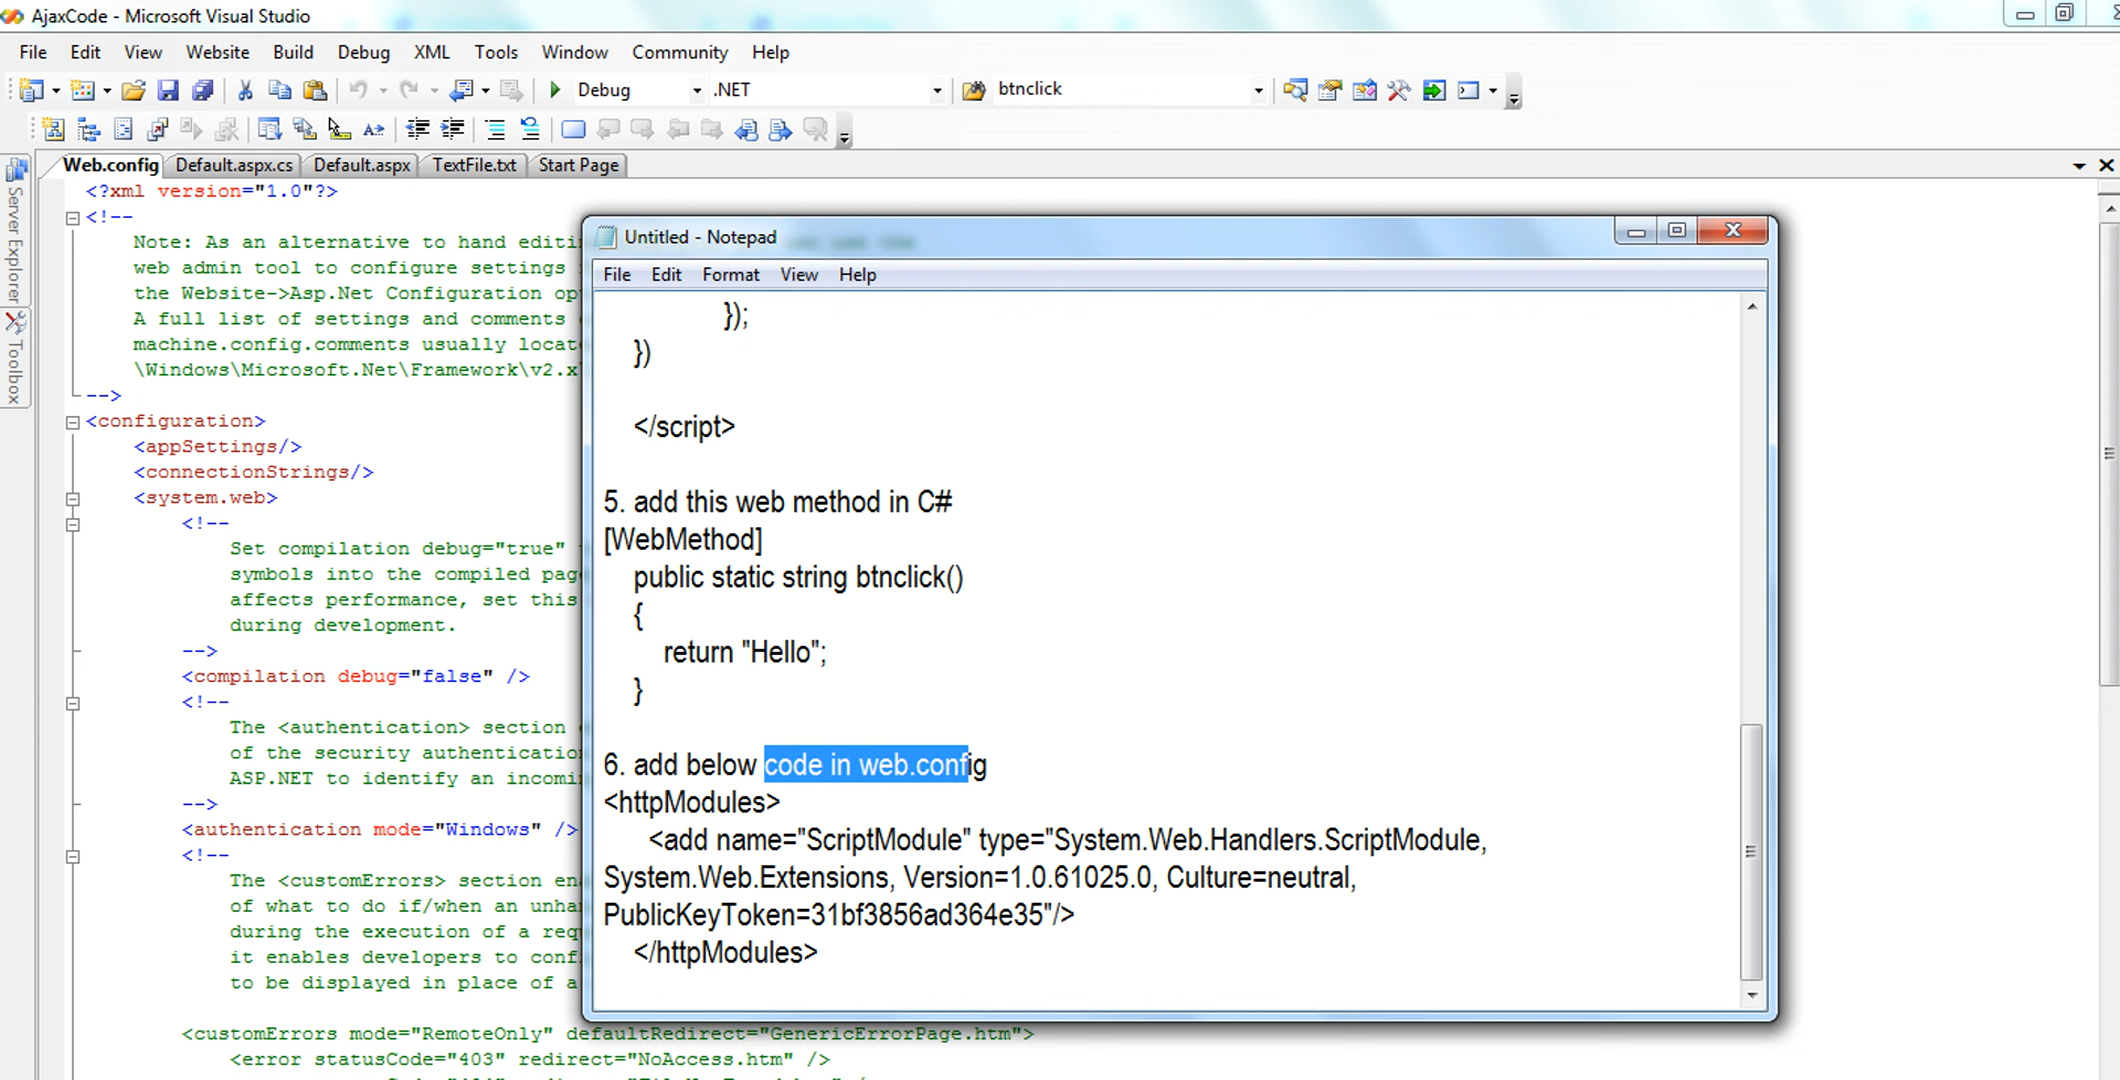 AjaxCode - Microsoft Visual Studio
File Edit View Website Build Debug XML Tools Window Community Help
Debug .NET btnclick
Web.config Default.aspx.cs Default.aspx TextFile.txt Start Page
Server Explorer
Toolbox
<?xml version="1.0"?>
<!--
Note: As an alternative to hand editi
web admin tool to configure settings
the Website->Asp.Net Configuration op
A full list of settings and comments
machine.config.comments usually locat
\Windows\Microsoft.Net\Framework\v2.x
-->
<configuration>
<appSettings/>
<connectionStrings/>
<system.web>
<!--
Set compilation debug="true"
symbols into the compiled pag
affects performance, set this
during development.
-->
<compilation debug="false" />
<!--
The <authentication> section
of the security authentication
ASP.NET to identify an incomi
-->
<authentication mode="Windows" />
<!--
The <customErrors> section en
of what to do if/when an unha
during the execution of a req
it enables developers to conf
to be displayed in place of a
<customErrors mode="RemoteOnly" defaultRedirect="GenericErrorPage.htm">
<error statusCode="403" redirect="NoAccess.htm" />
Untitled - Notepad
File Edit Format View Help
});
})
</script>
5. add this web method in C#
[WebMethod]
public static string btnclick()
{
return "Hello";
}
6. add below code in web.config
<httpModules>
<add name="ScriptModule" type="System.Web.Handlers.ScriptModule,
System.Web.Extensions, Version=1.0.61025.0, Culture=neutral,
PublicKeyToken=31bf3856ad364e35"/>
</httpModules>